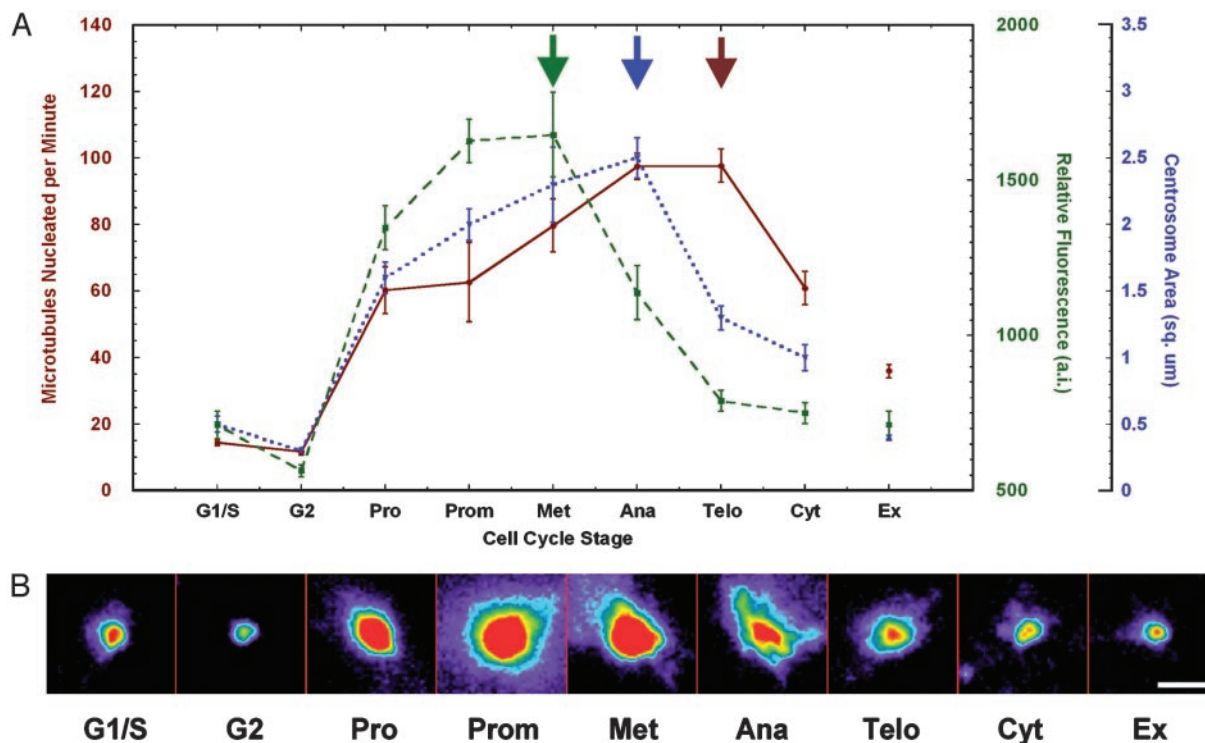 A
Microtubules Nucleated per Minute
140
120
100
80
60
40
20
0
G1/S G2 Pro Prom Met Ana Telo Cyt Ex
Cell Cycle Stage
2000
1500
1000
500
Relative Fluorescence (a.i.)
3.5
3
2.5
2
1.5
1
0.5
0
Centrosome Area (sq. um)
B
G1/S G2 Pro Prom Met Ana Telo Cyt Ex